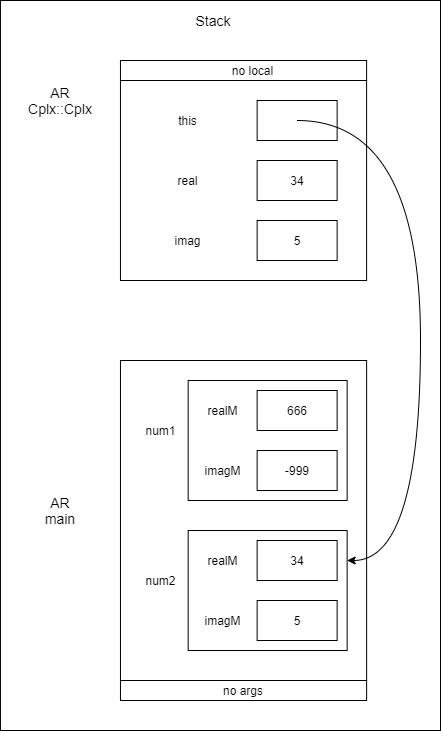 Stack
no local
AR
Cplx::Cplx
this
real
34
imag
5
realM
666
num1
imagM
-999
AR
main
realM
34
num2
imagM
5
no args